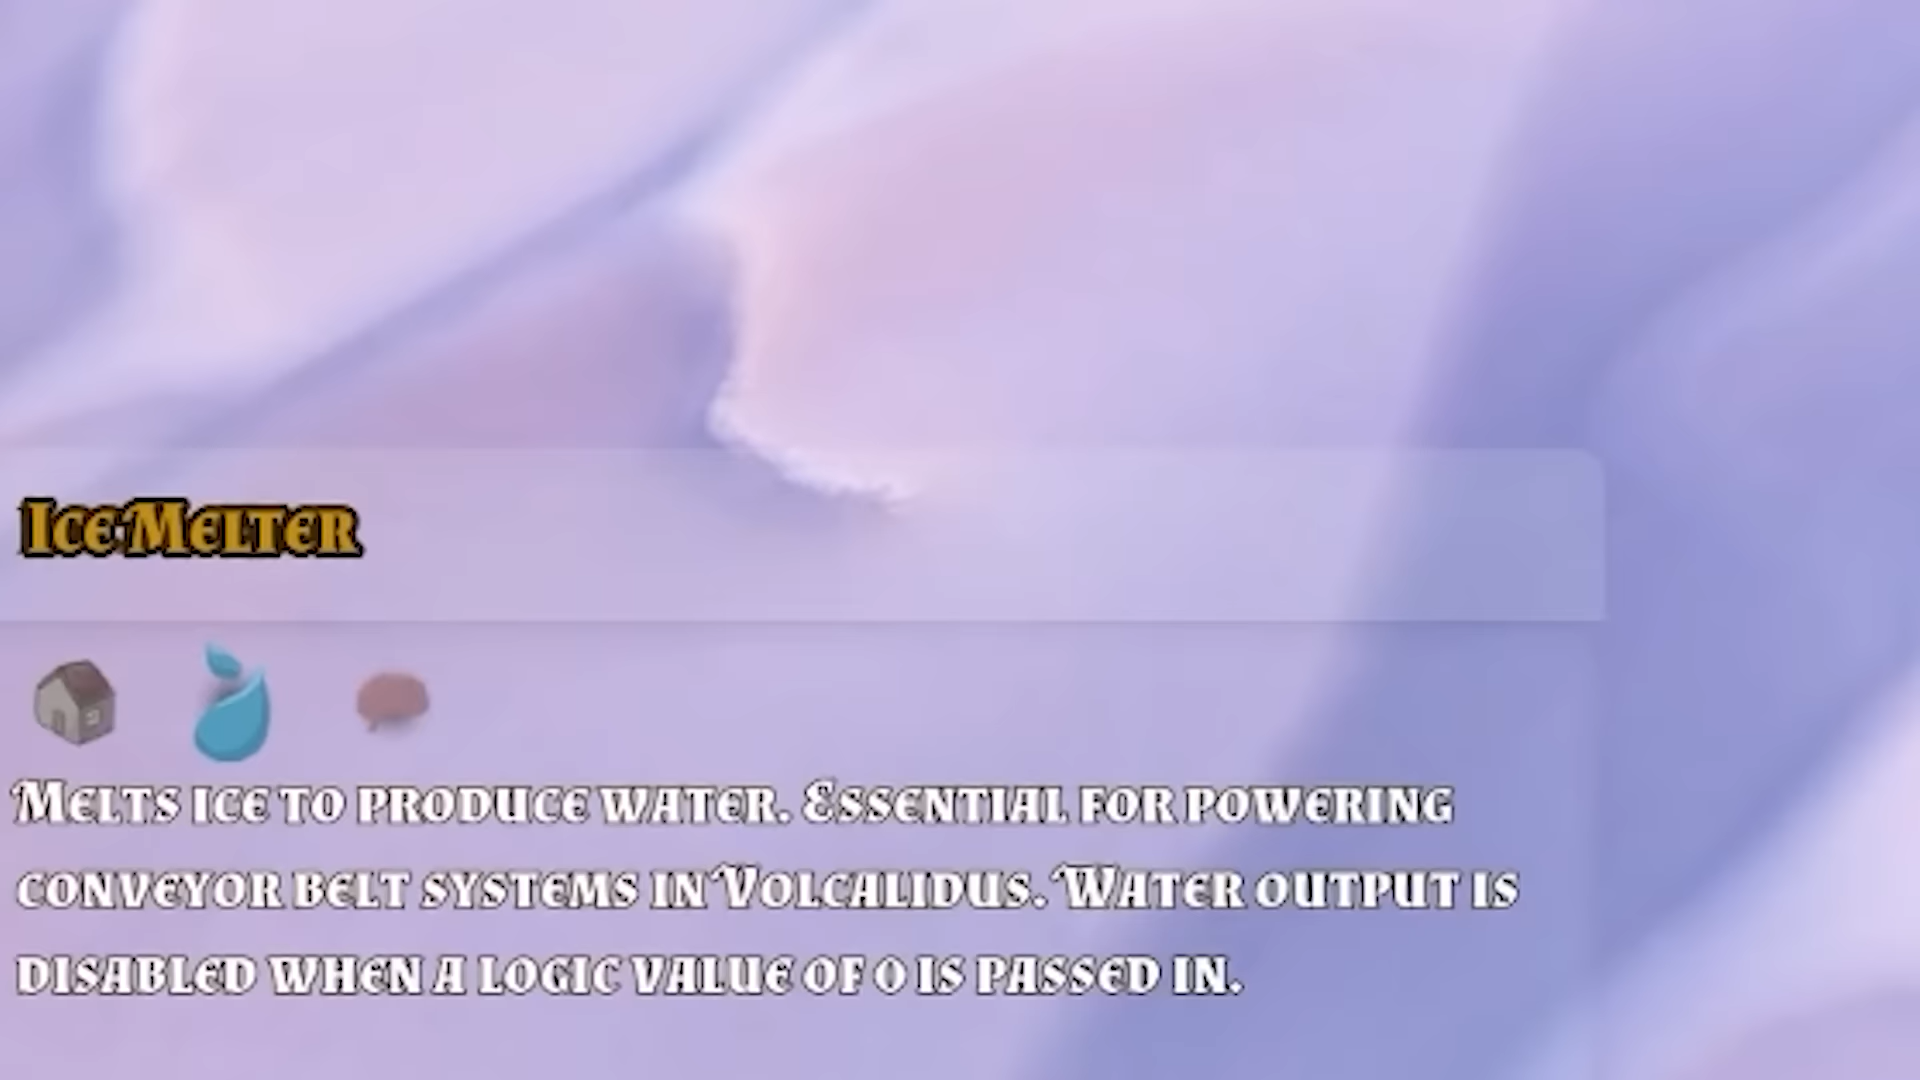 Ice Melter
Melts ice to produce water. Essential for powering
conveyor belt systems in Volcalidus. Water output is
disabled when a logic value of 0 is passed in.